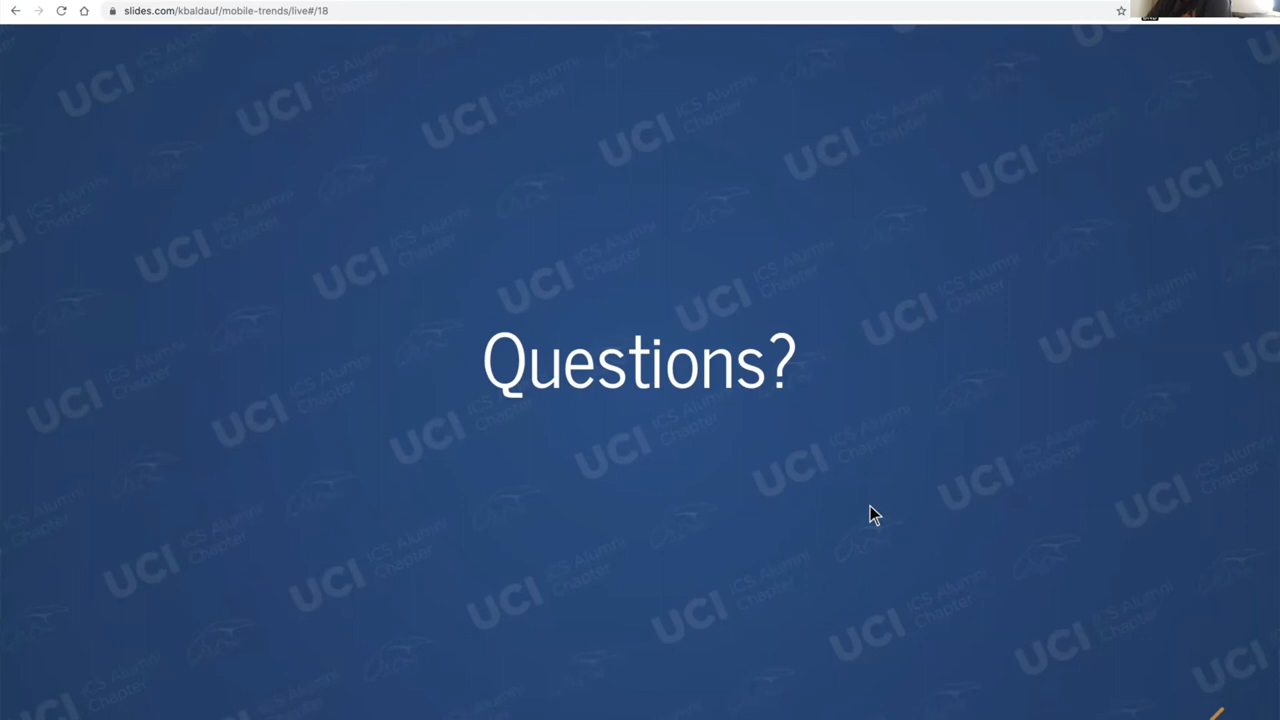 slides.com/kbaldauf/mobile-trends/live#/18
UCI ICS Alumni Chapter
Questions?